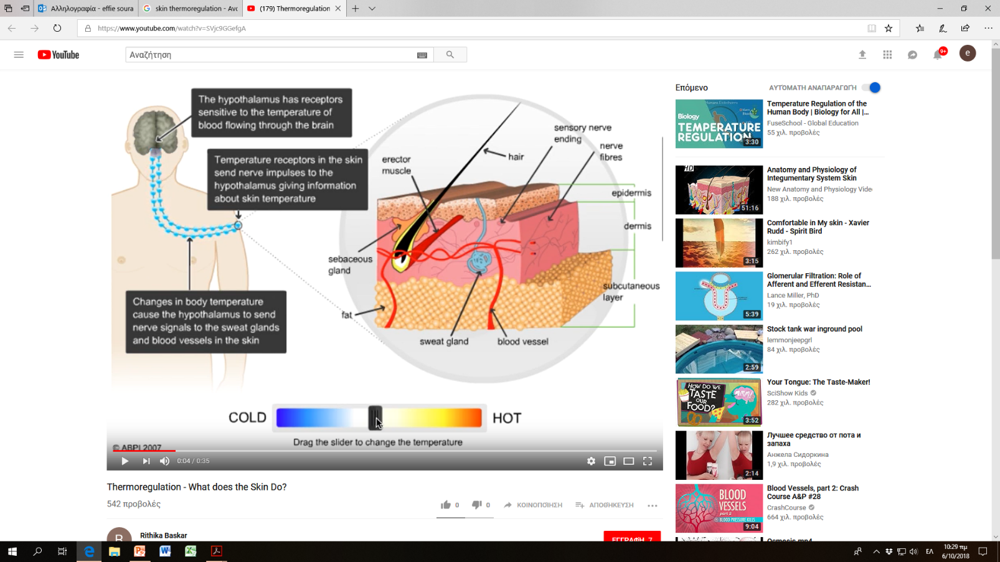 Αλληλογραφία - effie soura
skin thermoregulation - Ανα
(179) Thermoregulation
https://www.youtube.com/watch?v=SVjc9GGefgA
YouTube
Αναζήτηση
9+
e
The hypothalamus has receptors
sensitive to the temperature of
blood flowing through the brain
Temperature receptors in the skin
send nerve impulses to the
hypothalamus giving information
about skin temperature
Changes in body temperature
cause the hypothalamus to send
nerve signals to the sweat glands
and blood vessels in the skin
sensory nerve
ending
nerve
fibres
hair
erector
muscle
epidermis
dermis
sebaceous
gland
subcutaneous
layer
fat
sweat gland
blood vessel
COLD
HOT
Drag the slider to change the temperature
© ABPI 2007
0:04 / 0:35
Thermoregulation - What does the Skin Do?
542 προβολές
0
0
ΚΟΙΝΟΠΟΊΗΣΗ
ΑΠΟΘΉΚΕΥΣΗ
R
Rithika Baskar
ΕΓΓΡΑΦΉ 7
Επόμενο
ΑΥΤΌΜΑΤΗ ΑΝΑΠΑΡΑΓΩΓΉ
Biology
TEMPERATURE
REGULATION
3:30
Temperature Regulation of the
Human Body | Biology for All |...
FuseSchool - Global Education
55 χιλ. προβολές
HD
51:16
Anatomy and Physiology of
Integumentary System Skin
New Anatomy and Physiology Vide
188 χιλ. προβολές
3:15
Comfortable in My skin - Xavier
Rudd - Spirit Bird
kimbify1
262 χιλ. προβολές
5:39
Glomerular Filtration: Role of
Afferent and Efferent Resistan...
Lance Miller, PhD
19 χιλ. προβολές
2:59
Stock tank war inground pool
lemmonjeepgrl
84 χιλ. προβολές
HOW DO WE
TASTE
OUR
FOOD?
3:52
Your Tongue: The Taste-Maker!
SciShow Kids
282 χιλ. προβολές
2:14
Лучшее средство от пота и
запаха
Анжела Сидоркина
1,9 χιλ. προβολές
BLOOD
VESSELS
part 2
BLOOD PRESSURE KILLS
9:04
Blood Vessels, part 2: Crash
Course A&P #28
CrashCourse
664 χιλ. προβολές
Osmosis.mp4
ΕΛ
10:29 πμ
6/10/2018